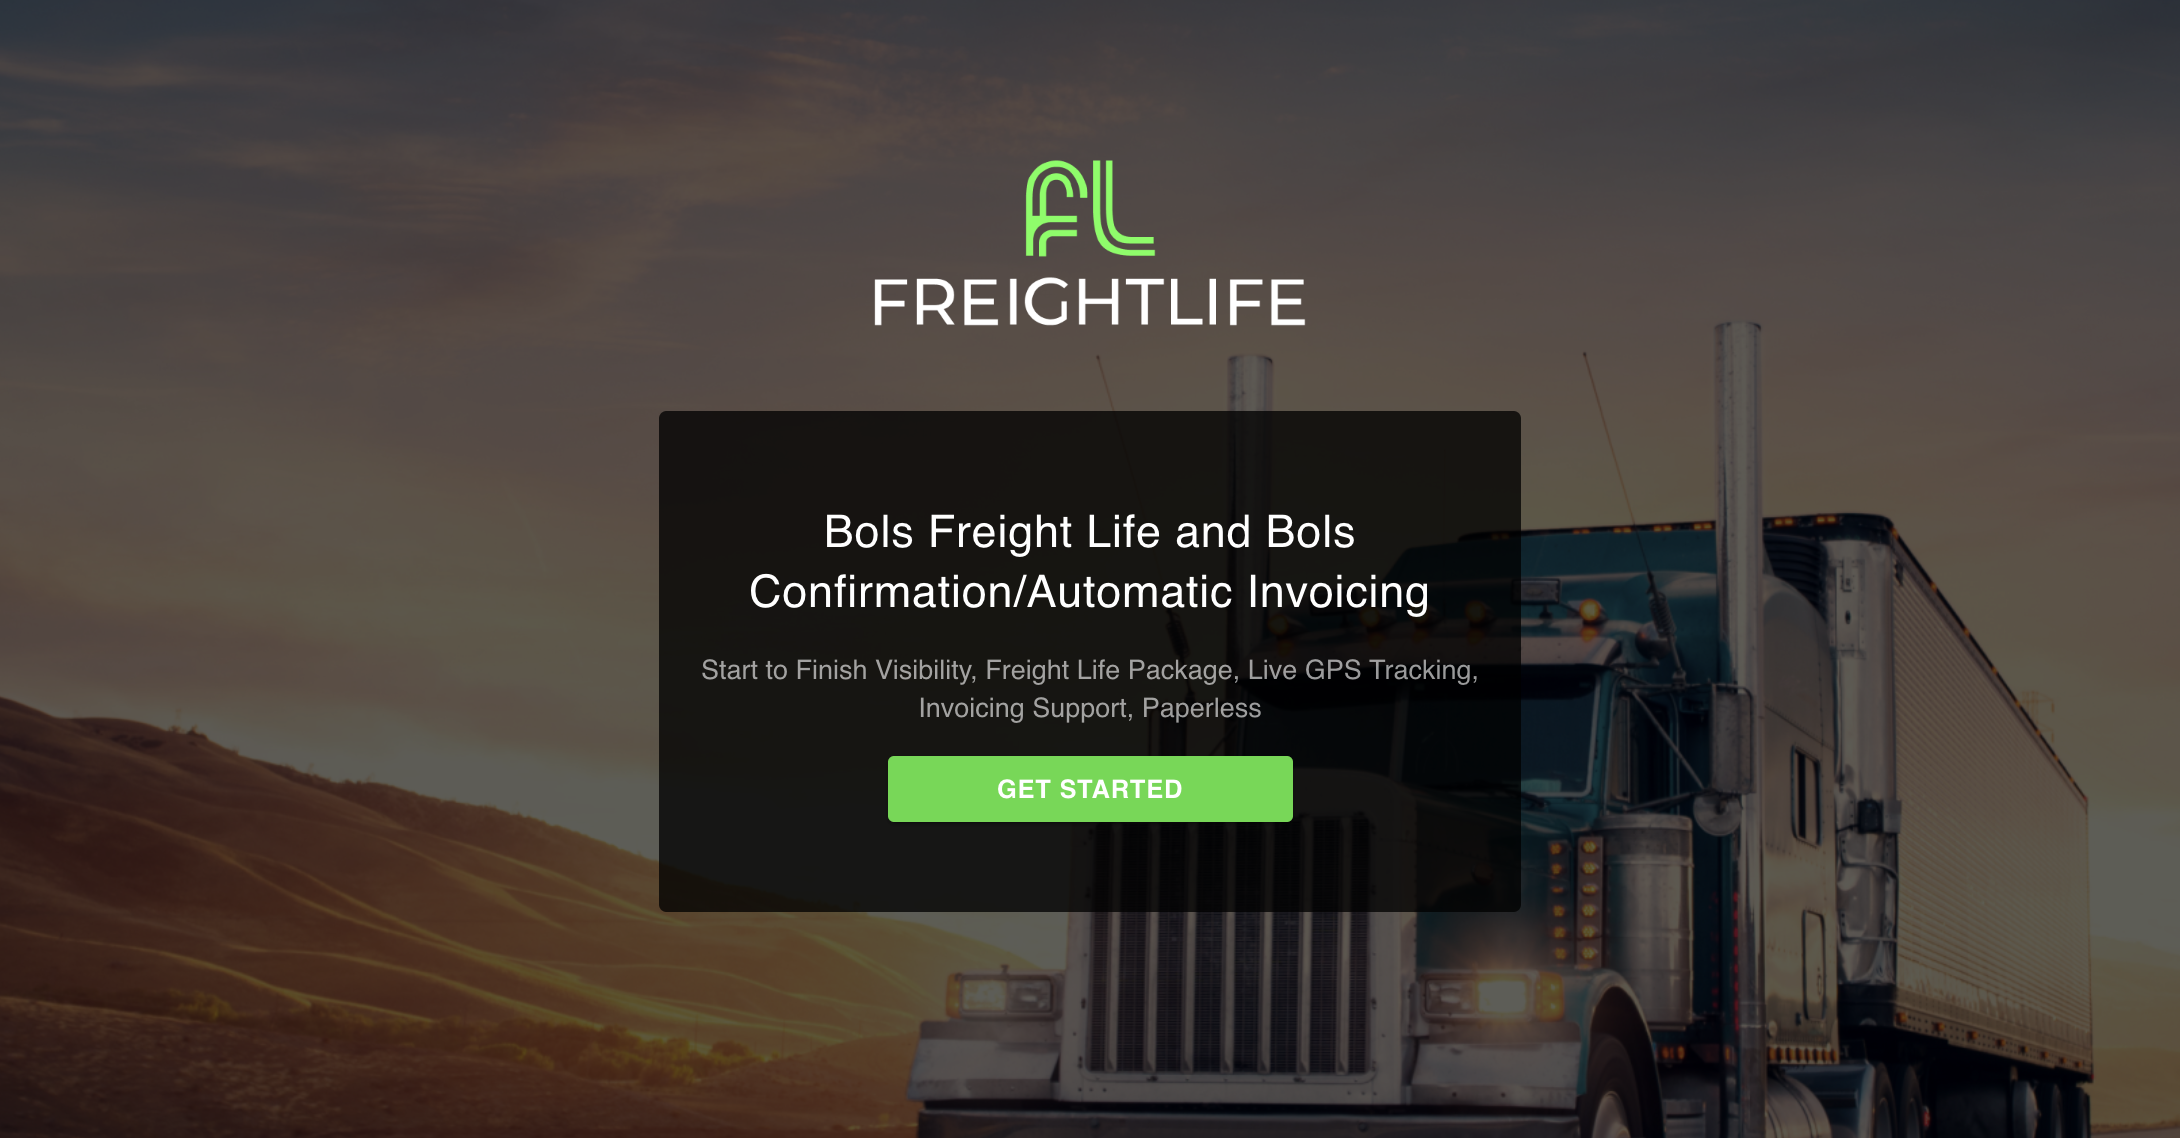 FL
FREIGHTLIFE
Bols Freight Life and Bols
Confirmation/Automatic Invoicing
Start to Finish Visibility, Freight Life Package, Live GPS Tracking,
Invoicing Support, Paperless
GET STARTED